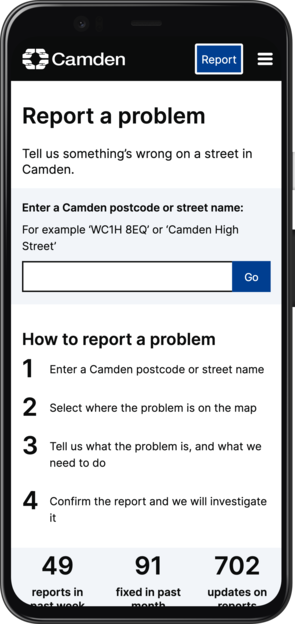 Camden
Report
Report a problem
Tell us something's wrong on a street in
Camden.
Enter a Camden postcode or street name:
For example ‘WC1H 8EQ’ or ‘Camden High
Street’
Go
How to report a problem
1 Enter a Camden postcode or street name
2 Select where the problem is on the map
3 Tell us what the problem is, and what we
need to do
4 Confirm the report and we will investigate
it
49 91 702
reports in fixed in past updates on
past week month reports